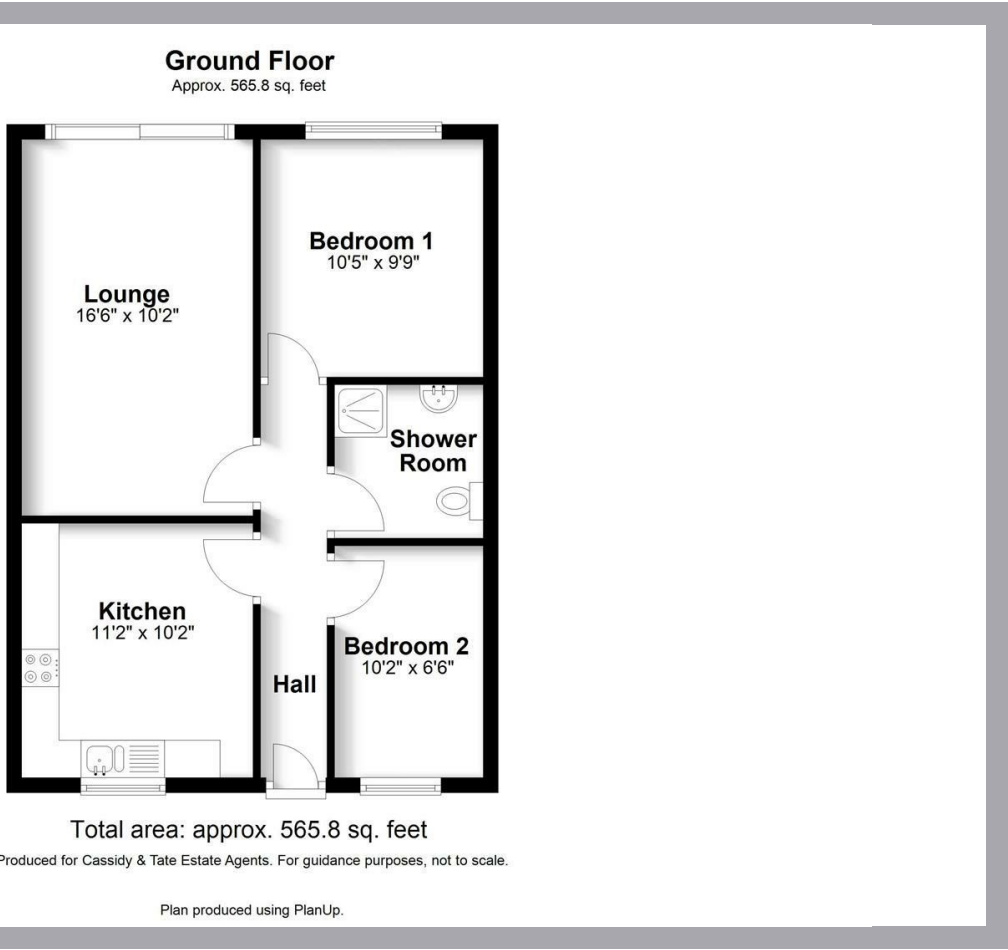 Ground Floor
Approx. 565.8 sq. feet
Bedroom 1
10'5" x 9'9"
Lounge
16'6" x 10'2"
Shower
Room
Kitchen
11'2" x 10'2"
Bedroom 2
10'2" x 6'6"
Hall
Total area: approx. 565.8 sq. feet
Produced for Cassidy & Tate Estate Agents. For guidance purposes, not to scale.
Plan produced using PlanUp.